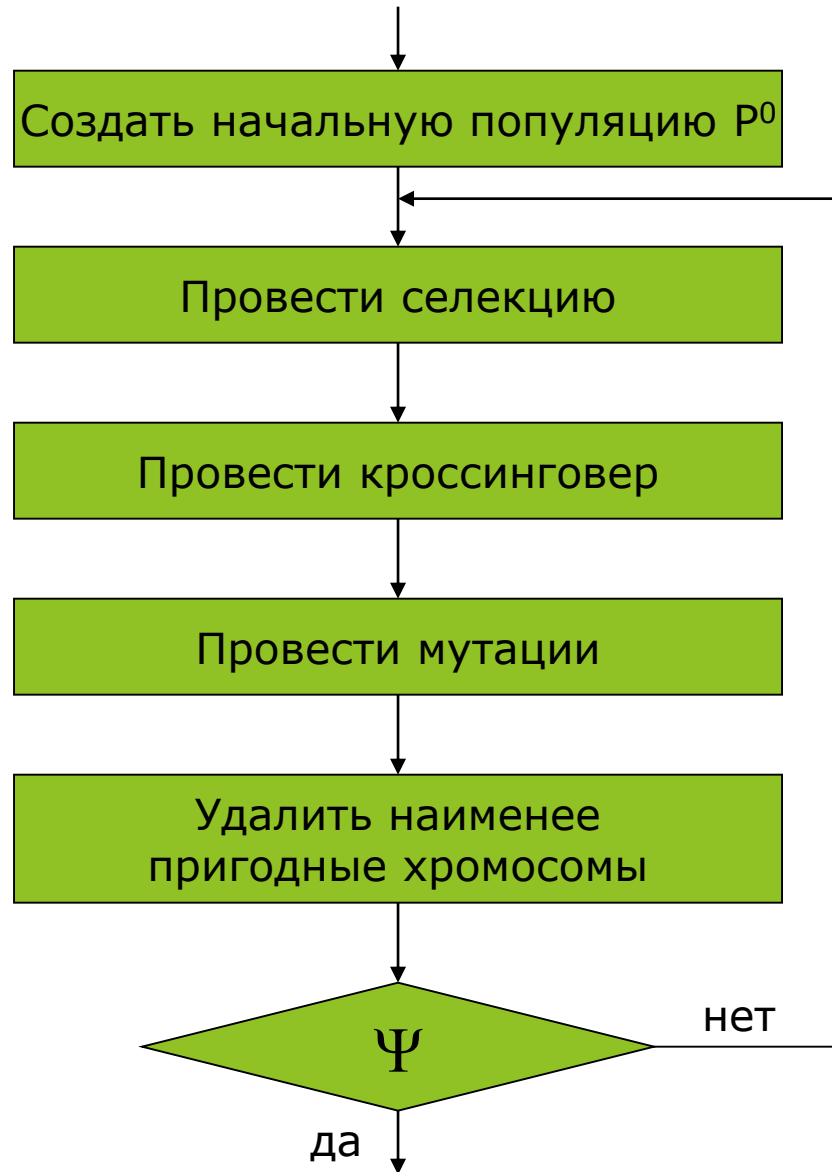 Создать начальную популяцию P⁰
Провести селекцию
Провести кроссинговер
Провести мутации
Удалить наименее
пригодные хромосомы
Ψ
нет
да